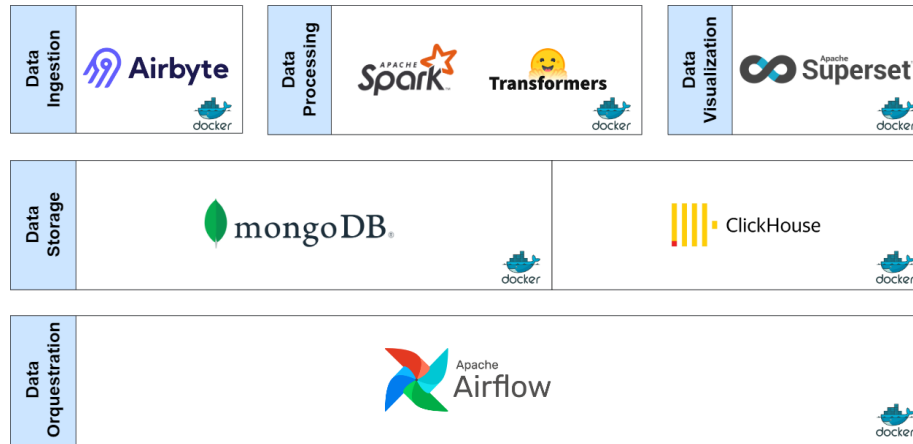 Data
Ingestion
Airbyte
docker
Data
Processing
APACHE
Spark™
Transformers
docker
Data
Visualization
Apache
Superset
docker
Data
Storage
mongoDB®
docker
ClickHouse
docker
Data
Orquestration
Apache
Airflow
docker